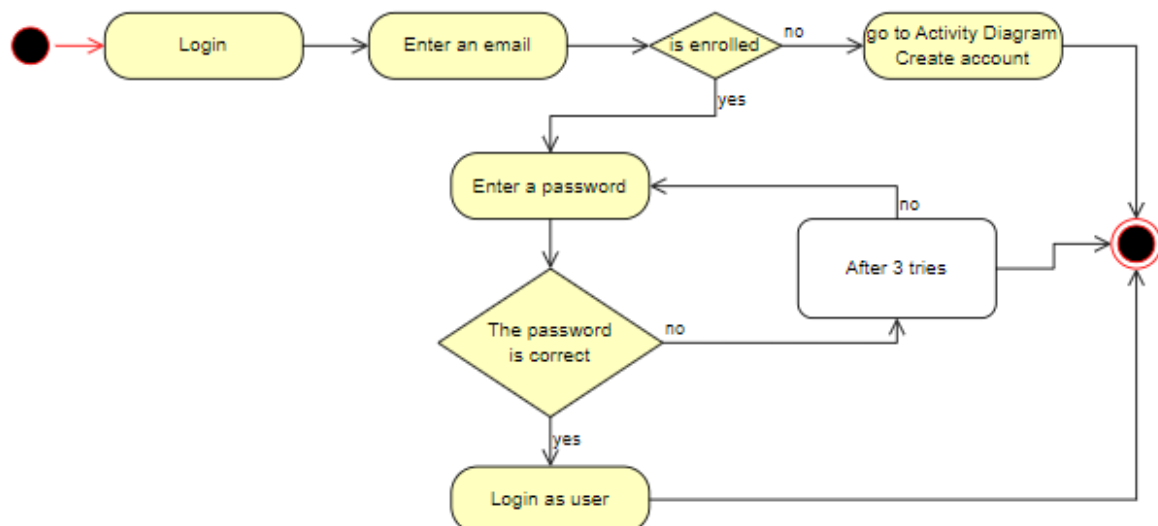 Login
Enter an email
is enrolled
no
go to Activity Diagram
Create account
yes
Enter a password
no
After 3 tries
The password
is correct
no
yes
Login as user